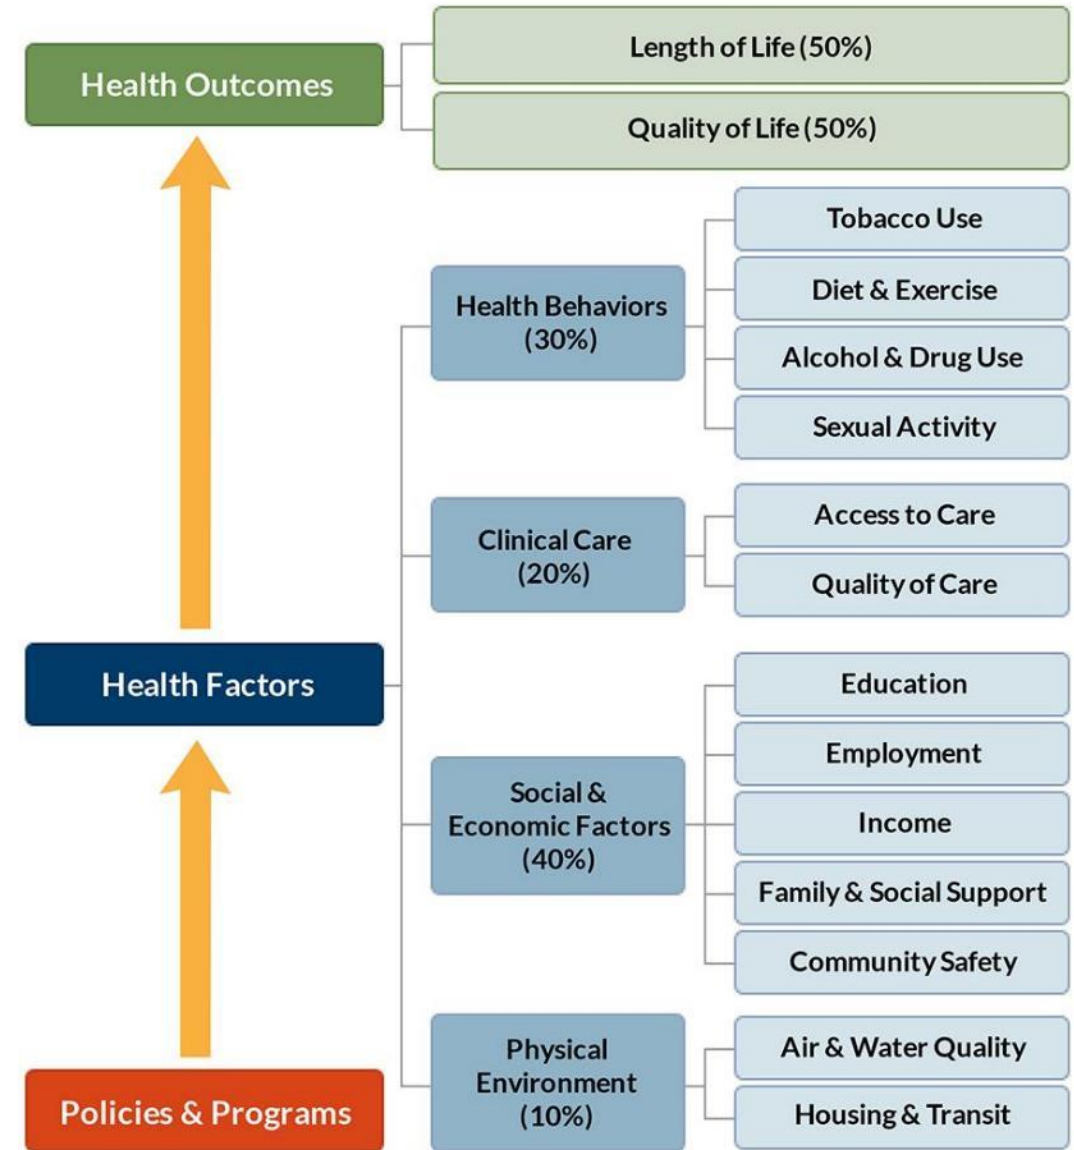 Health Outcomes
Length of Life (50%)
Quality of Life (50%)
Health Factors
Health Behaviors
(30%)
Tobacco Use
Diet & Exercise
Alcohol & Drug Use
Sexual Activity
Clinical Care
(20%)
Access to Care
Quality of Care
Social &
Economic Factors
(40%)
Education
Employment
Income
Family & Social Support
Community Safety
Physical
Environment
(10%)
Air & Water Quality
Housing & Transit
Policies & Programs